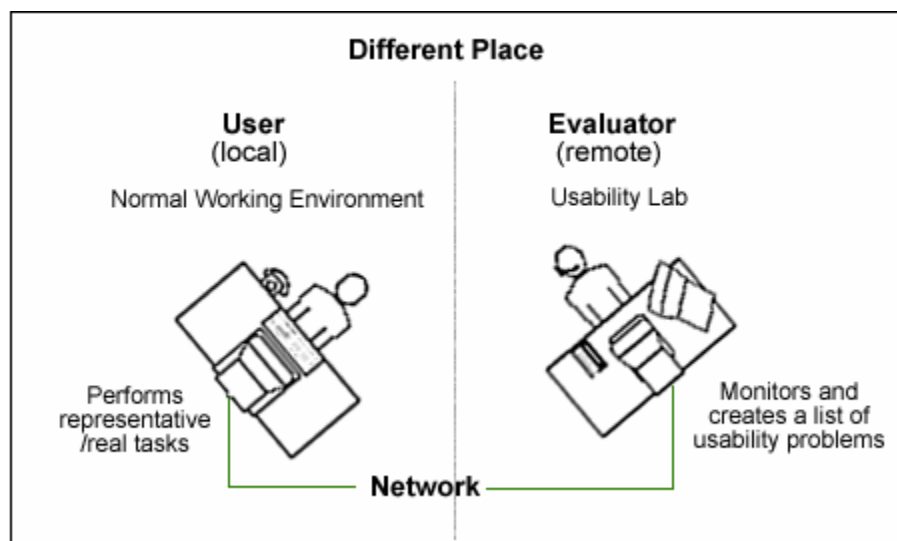 Different Place
User
(local)
Normal Working Environment
Performs
representative
/real tasks
Evaluator
(remote)
Usability Lab
Monitors and
creates a list of
usability problems
Network